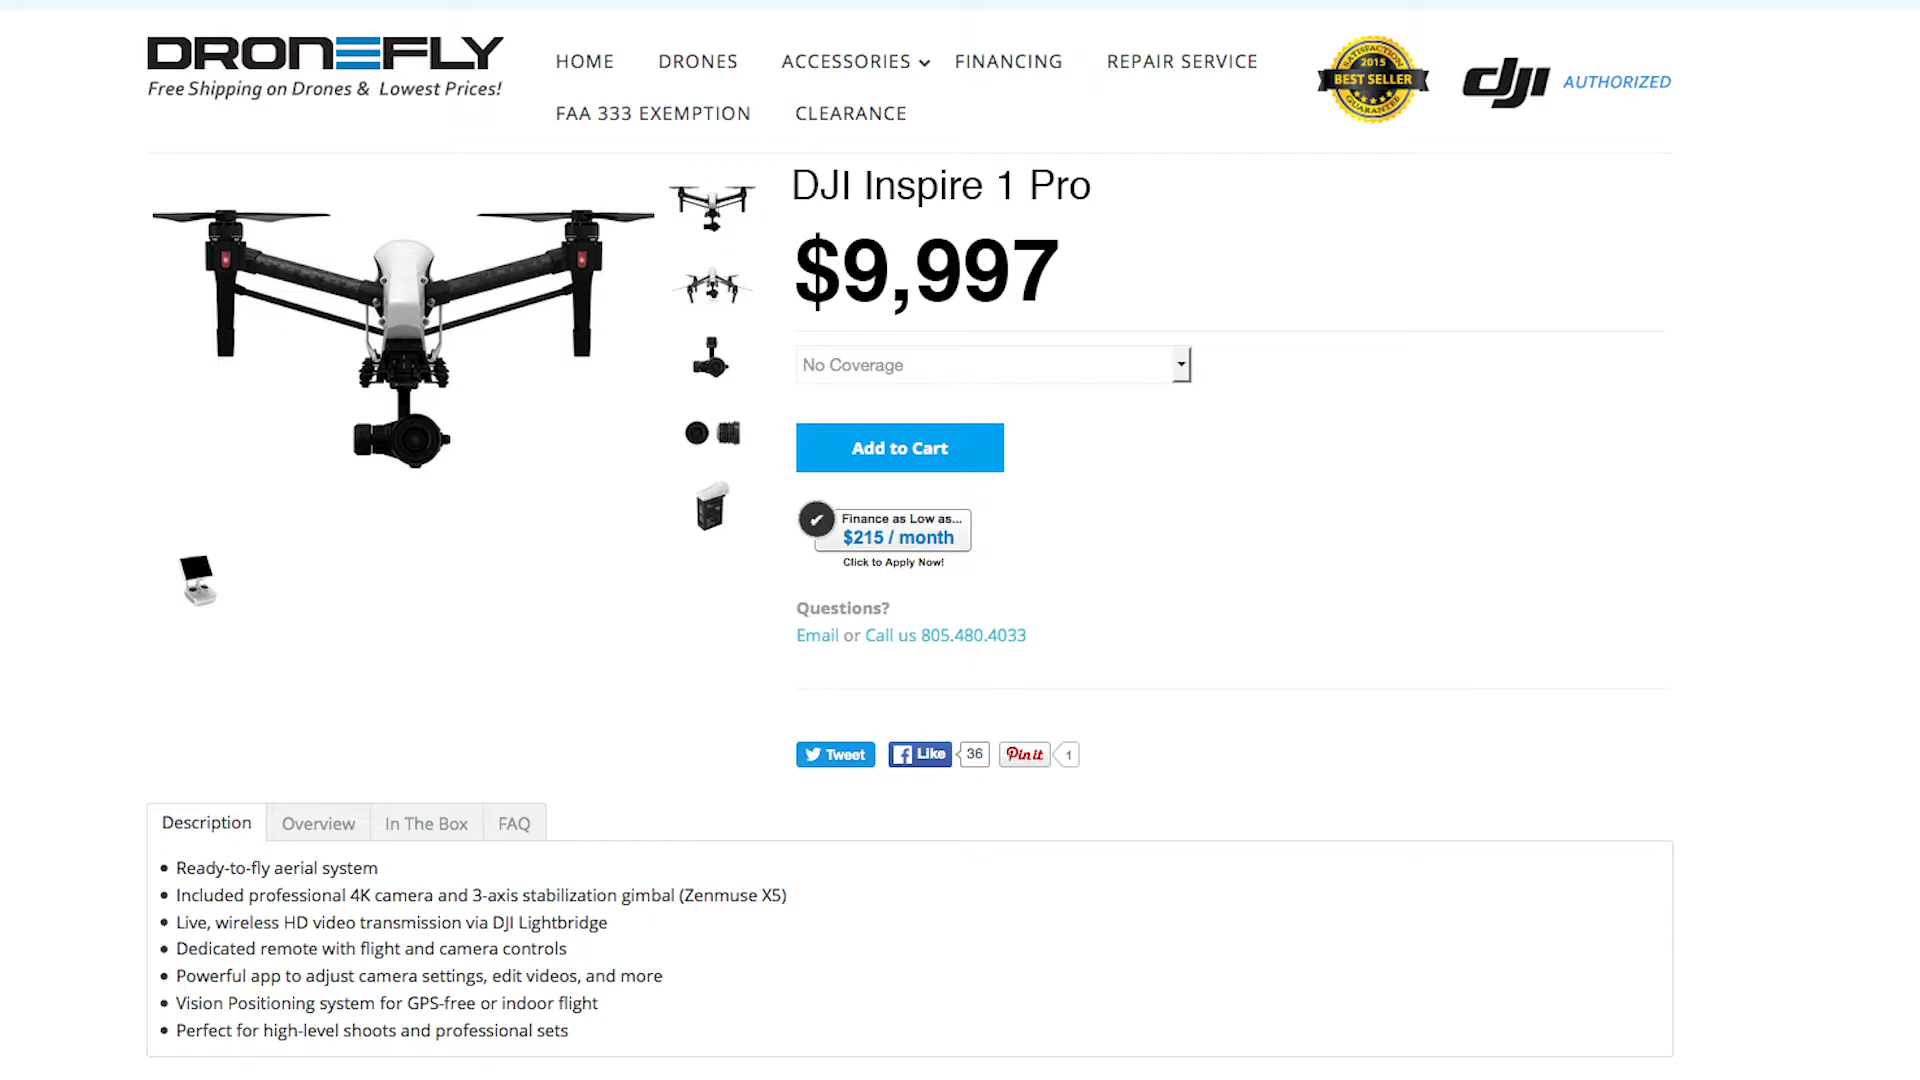 DRONEFLY
Free Shipping on Drones & Lowest Prices!
HOME
DRONES
ACCESSORIES
FINANCING
REPAIR SERVICE
FAA 333 EXEMPTION
CLEARANCE
SATISFACTION
2015
BEST SELLER
GUARANTEE
dji AUTHORIZED
DJI Inspire 1 Pro
$9,997
No Coverage
Add to Cart
Finance as Low as...
$215 / month
Click to Apply Now!
Questions?
Email or Call us 805.480.4033
Tweet
Like
36
Pin it
1
Description
Overview
In The Box
FAQ
Ready-to-fly aerial system
Included professional 4K camera and 3-axis stabilization gimbal (Zenmuse X5)
Live, wireless HD video transmission via DJI Lightbridge
Dedicated remote with flight and camera controls
Powerful app to adjust camera settings, edit videos, and more
Vision Positioning system for GPS-free or indoor flight
Perfect for high-level shoots and professional sets